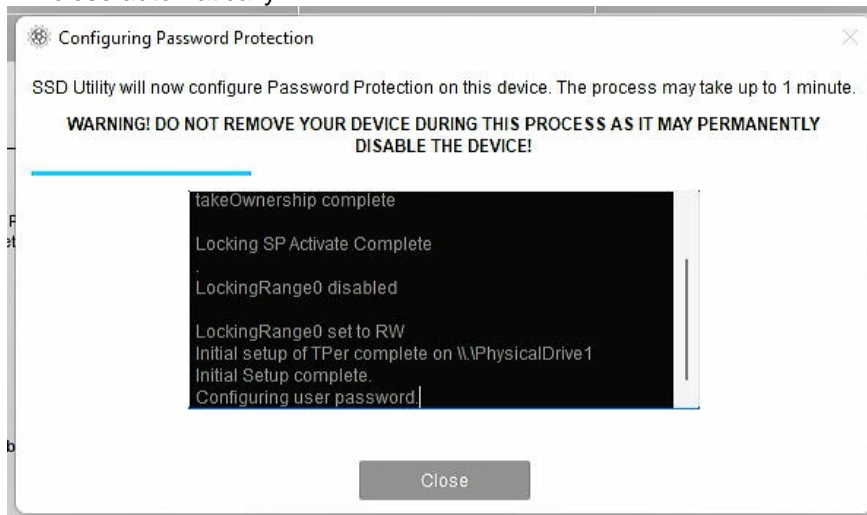 Configuring Password Protection
SSD Utility will now configure Password Protection on this device. The process may take up to 1 minute.
WARNING! DO NOT REMOVE YOUR DEVICE DURING THIS PROCESS AS IT MAY PERMANENTLY
DISABLE THE DEVICE!
takeOwnership complete
Locking SP Activate Complete
.
LockingRange0 disabled
LockingRange0 set to RW
Initial setup of TPer complete on \\.\PhysicalDrive1
Initial Setup complete.
Configuring user password.
Close